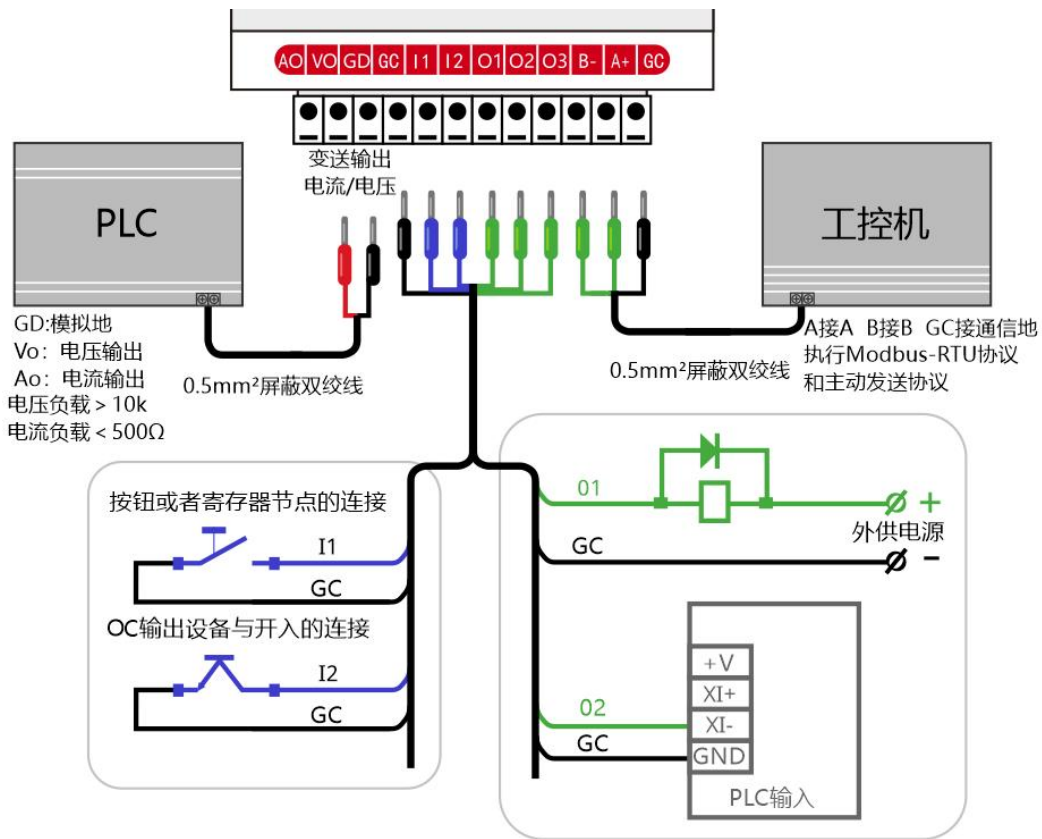 AO VO GD GC I1 I2 O1 O2 O3 B- A+ GC
变送输出
电流/电压
PLC
工控机
GD:模拟地
Vo: 电压输出
Ao: 电流输出
电压负载>10k
电流负载<500Ω
0.5mm²屏蔽双绞线
0.5mm²屏蔽双绞线
A接A B接B GC接通信地
执行Modbus-RTU协议
和主动发送协议
按钮或者寄存器节点的连接
I1
GC
OC输出设备与开入的连接
I2
GC
01
+
外供电源
GC
-
+V
XI+
02
XI-
GC
GND
PLC输入